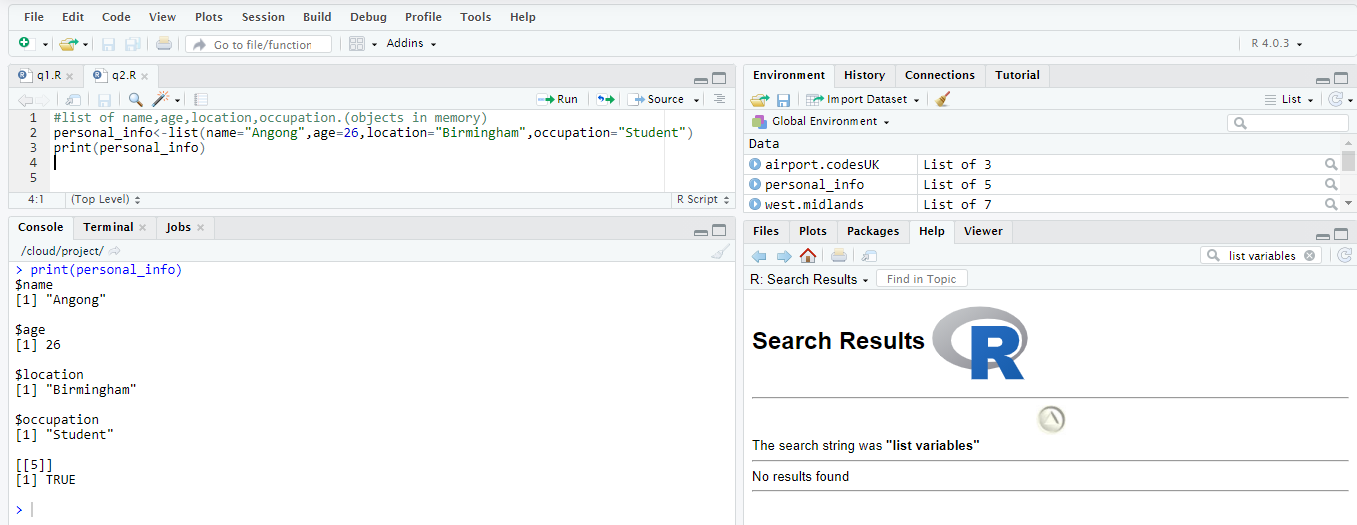 File Edit Code View Plots Session Build Debug Profile Tools Help
Go to file/function Addins R 4.0.3
q1.R q2.R
Run Source
1 #list of name,age,location,occupation.(objects in memory)
2 personal_info<-list(name="Angong",age=26,location="Birmingham",occupation="Student")
3 print(personal_info)
4
5
4:1 (Top Level) R Script
Console Terminal Jobs
/cloud/project/
> print(personal_info)
$name
[1] "Angong"
$age
[1] 26
$location
[1] "Birmingham"
$occupation
[1] "Student"
[[5]]
[1] TRUE
>
Environment History Connections Tutorial
Import Dataset List
Global Environment
Data
airport.codesUK List of 3
personal_info List of 5
west.midlands List of 7
Files Plots Packages Help Viewer
list variables
R: Search Results Find in Topic
Search Results R
The search string was "list variables"
No results found